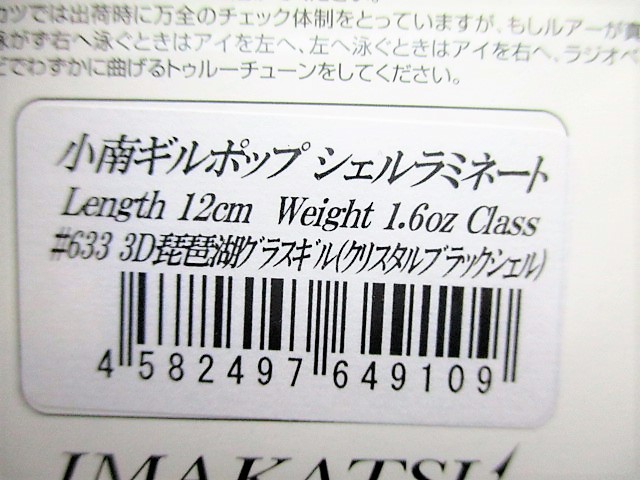 カツでは出荷時に万全のチェック体制をとっていますが、もしルアーが真
泳がず右へ泳ぐときはアイを左へ、左へ泳ぐときはアイを右へ、ラジオペ
どでわずかに曲げるトゥルーチューンをしてください。
小南ギルポップ シェルラミネート
Length 12cm Weight 1.6oz Class
#633 3D琵琶湖グラスギル(クリスタルブラックシェル)
4 582497 649109
IMAKATSU